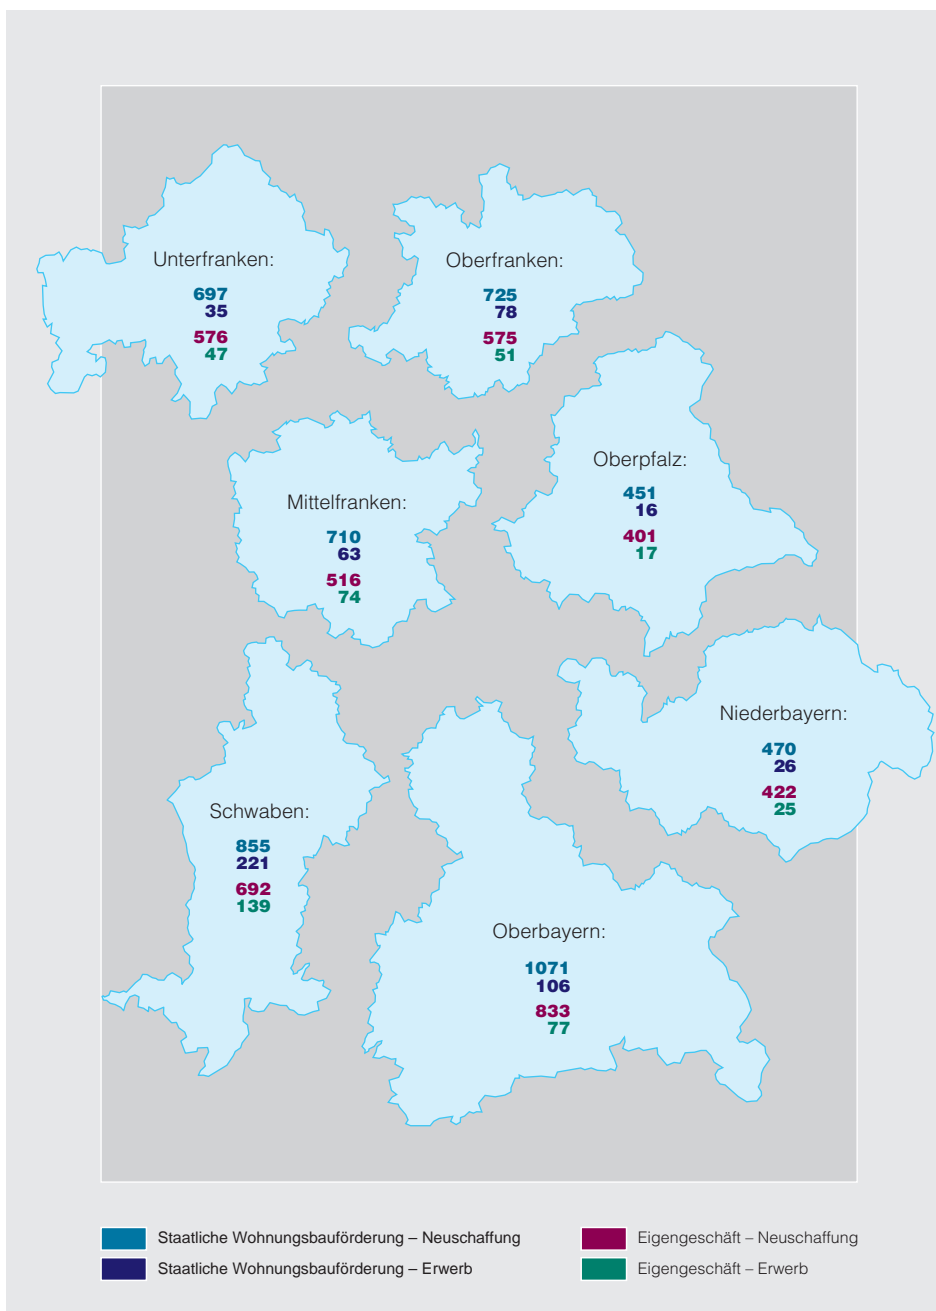 Unterfranken:
697
35
576
47
Oberfranken:
725
78
575
51
Oberpfalz:
451
16
401
17
Mittelfranken:
710
63
516
74
Niederbayern:
470
26
422
25
Schwaben:
855
221
692
139
Oberbayern:
1071
106
833
77
Staatliche Wohnungsbauförderung – Neuschaffung
Staatliche Wohnungsbauförderung – Erwerb
Eigengeschäft – Neuschaffung
Eigengeschäft – Erwerb